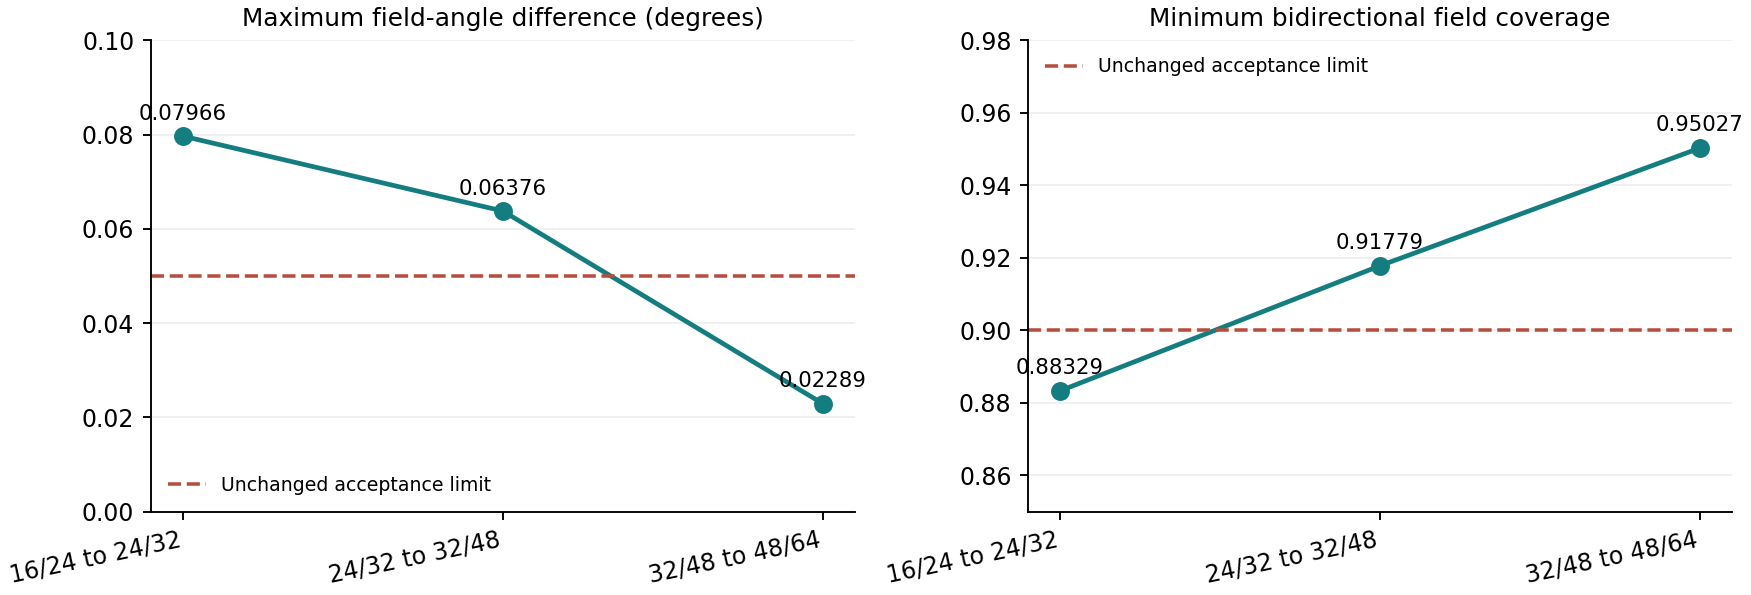 Maximum field-angle difference (degrees)
0.10
0.08
0.06
0.04
0.02
0.00
0.07966
0.06376
0.02289
Unchanged acceptance limit
16/24 to 24/32
24/32 to 32/48
32/48 to 48/64
Minimum bidirectional field coverage
0.98
0.96
0.94
0.92
0.90
0.88
0.86
Unchanged acceptance limit
0.88329
0.91779
0.95027
16/24 to 24/32
24/32 to 32/48
32/48 to 48/64